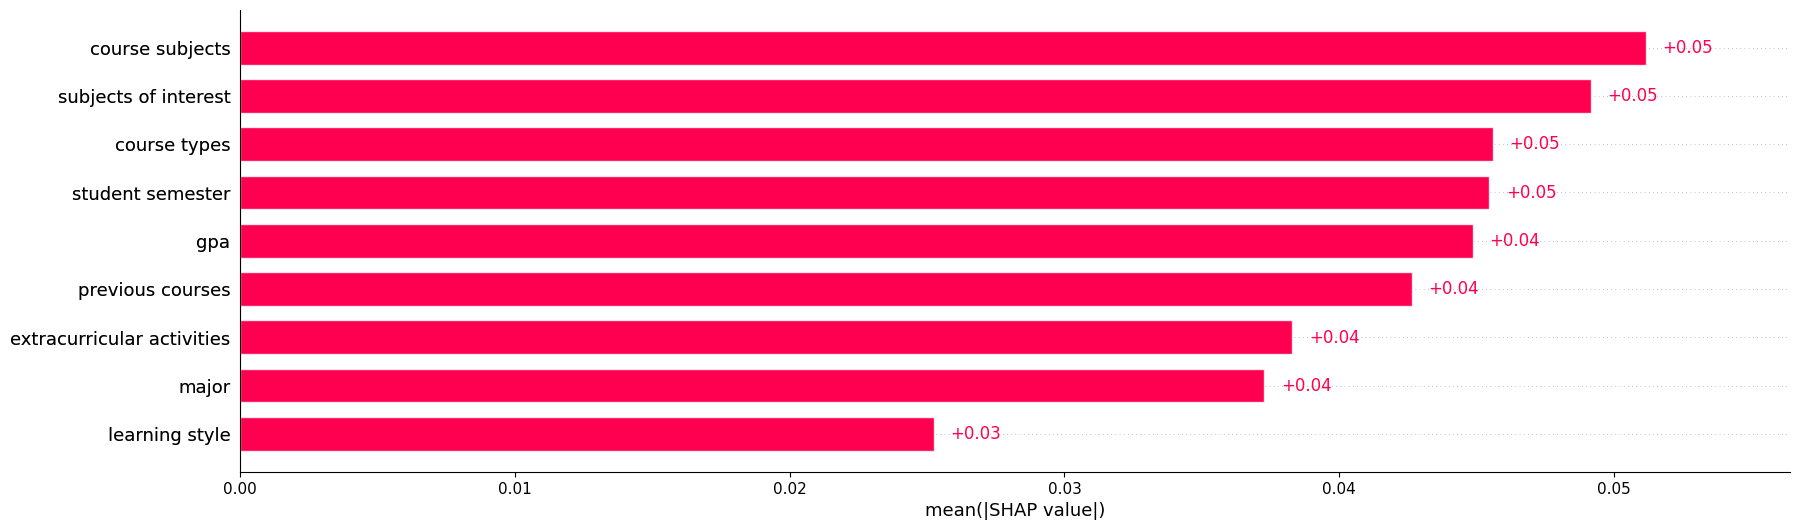 course subjects +0.05
subjects of interest +0.05
course types +0.05
student semester +0.05
gpa +0.04
previous courses +0.04
extracurricular activities +0.04
major +0.04
learning style +0.03
0.00 0.01 0.02 0.03 0.04 0.05
mean(|SHAP value|)